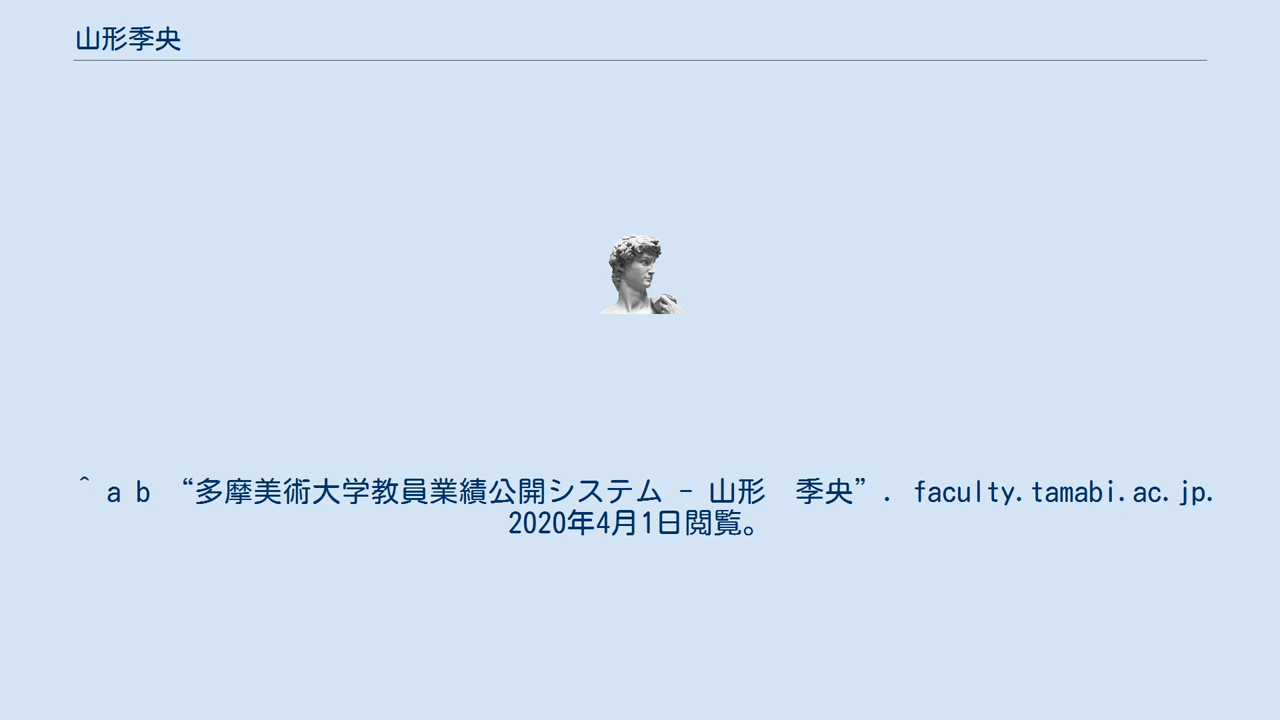 山形季央
^ a b “多摩美術大学教員業績公開システム - 山形　季央”. faculty.tamabi.ac.jp.
2020年4月1日閲覧。